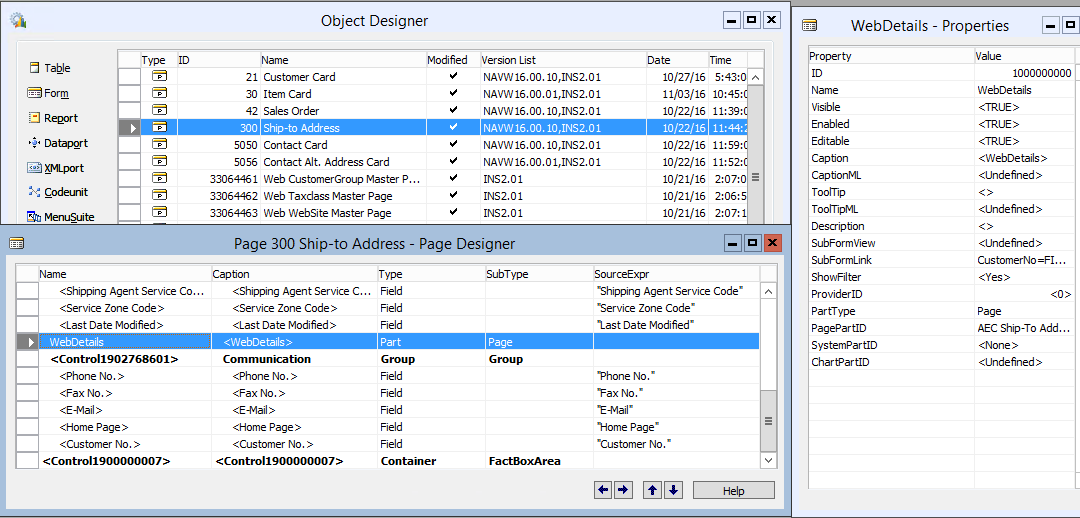 Object Designer
Table
Form
Report
Dataport
XMLport
Codeunit
MenuSuite
Type ID Name Modified Version List Date Time
21 Customer Card NAVW16.00.10,INS2.01 10/27/16 5:43:0
30 Item Card NAVW16.00.01,INS2.01 11/03/16 10:45:0
42 Sales Order NAVW16.00.10,INS2.01 10/22/16 11:39:0
300 Ship-to Address NAVW16.00.10,INS2.01 10/22/16 11:44:2
5050 Contact Card NAVW16.00.10,INS2.01 10/22/16 11:59:0
5056 Contact Alt. Address Card NAVW16.00.01,INS2.01 10/22/16 11:52:0
33064461 Web CustomerGroup Master P... INS2.01 10/21/16 2:07:0
33064462 Web Taxclass Master Page INS2.01 10/21/16 2:06:5
33064463 Web WebSite Master Page INS2.01 10/21/16 2:07:1
Page 300 Ship-to Address - Page Designer
Name Caption Type SubType SourceExpr
<Shipping Agent Service Co... <Shipping Agent Service C... Field "Shipping Agent Service Code"
<Service Zone Code> <Service Zone Code> Field "Service Zone Code"
<Last Date Modified> <Last Date Modified> Field "Last Date Modified"
WebDetails <WebDetails> Part Page
<Control1902768601> Communication Group Group
<Phone No.> <Phone No.> Field "Phone No."
<Fax No.> <Fax No.> Field "Fax No."
<E-Mail> <E-Mail> Field "E-Mail"
<Home Page> <Home Page> Field "Home Page"
<Customer No.> <Customer No.> Field "Customer No."
<Control1900000007> <Control1900000007> Container FactBoxArea
Help
WebDetails - Properties
Property Value
ID 1000000000
Name WebDetails
Visible <TRUE>
Enabled <TRUE>
Editable <TRUE>
Caption <WebDetails>
CaptionML <Undefined>
ToolTip <>
ToolTipML <Undefined>
Description <>
SubFormView <Undefined>
SubFormLink CustomerNo=FI...
ShowFilter <Yes>
ProviderID <0>
PartType Page
PagePartID AEC Ship-To Add...
SystemPartID <None>
ChartPartID <Undefined>